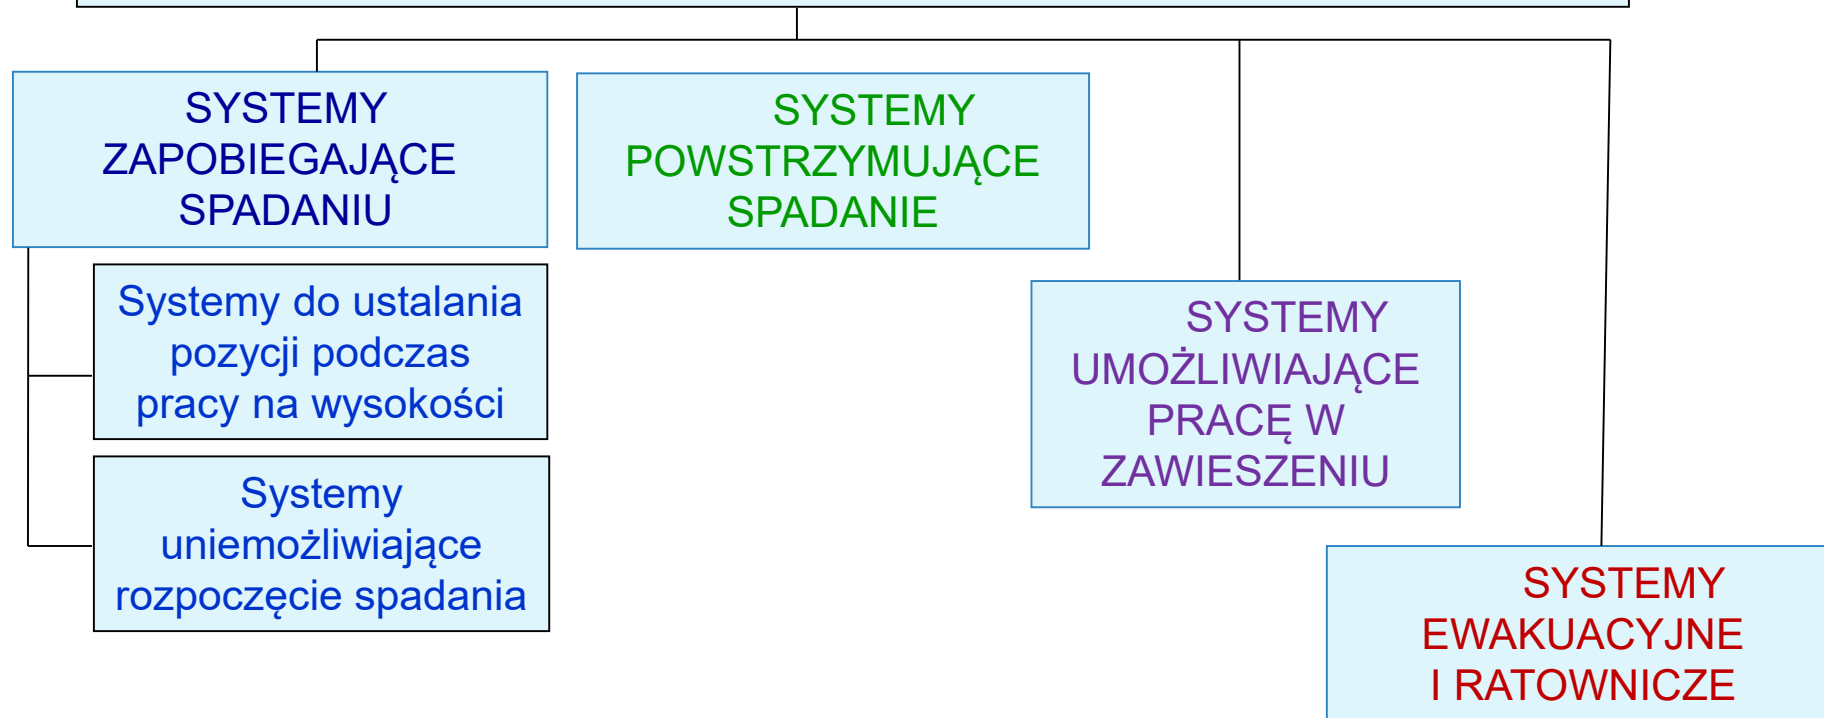 SYSTEMY
ZAPOBIEGAJĄCE
SPADANIU
SYSTEMY
POWSTRZYMUJĄCE
SPADANIE
Systemy do ustalania
pozycji podczas
pracy na wysokości
Systemy
uniemożliwiające
rozpoczęcie spadania
SYSTEMY
UMOŻLIWIAJĄCE
PRACĘ W
ZAWIESZENIU
SYSTEMY
EWAKUACYJNE
I RATOWNICZE